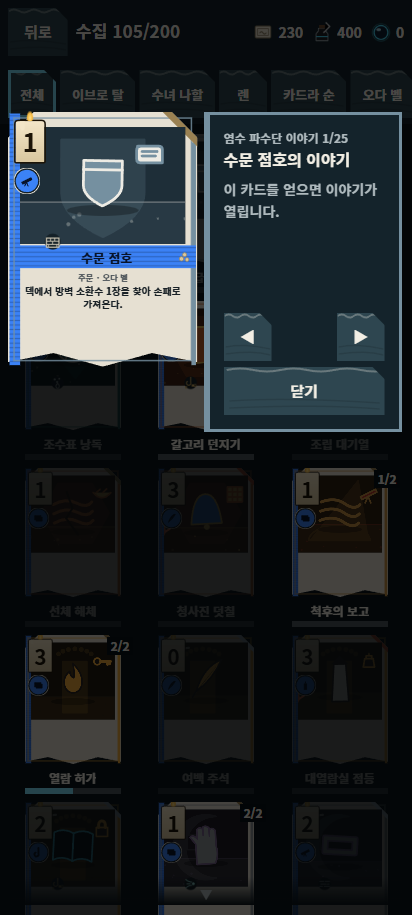 뒤로
수집 105/200
230
400
0
전체
이브로 탈
수녀 나할
렌
카드라 순
오다 벨
1
수문 점호
주문 · 오다 벨
덱에서 방벽 소환수 1장을 찾아 손패로
가져온다.
염수 파수단 이야기 1/25
수문 점호의 이야기
이 카드를 얻으면 이야기가
열립니다.
◀
▶
닫기
조수표 낭독
갈고리 던지기
조립 대기열
1
3
1
1/2
선체 해체
청사진 덧칠
척후의 보고
3
2/2
0
3
열람 허가
여백 주석
대열람실 점등
2
1
2/2
2